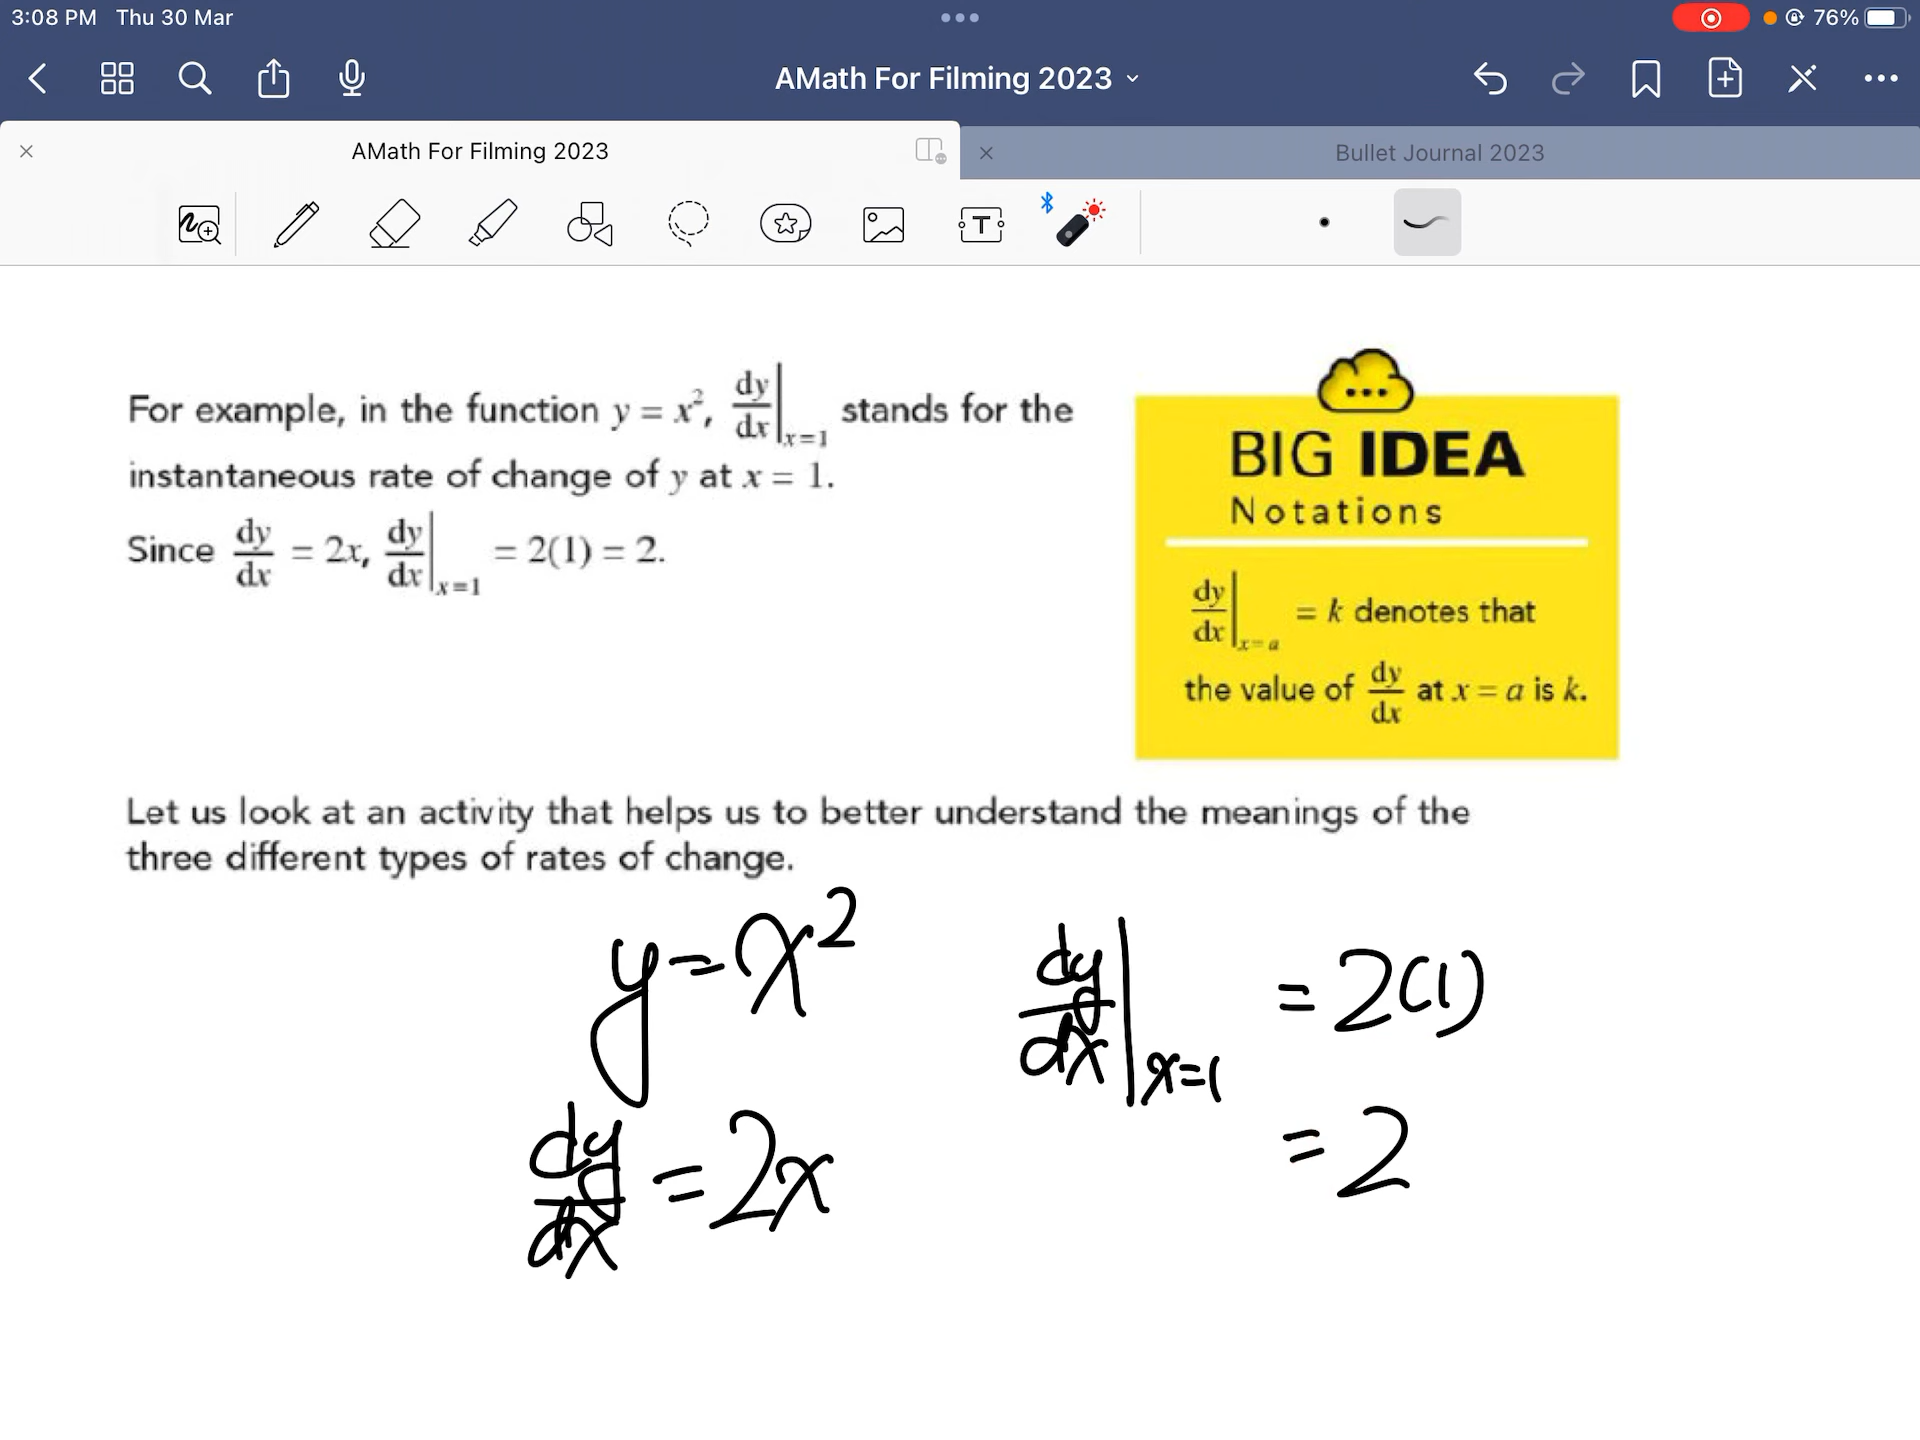 3:08 PM Thu 30 Mar
76%
AMath For Filming 2023
AMath For Filming 2023
Bullet Journal 2023
For example, in the function y = x², dy/dx|x=1 stands for the
instantaneous rate of change of y at x = 1.
Since dy/dx = 2x, dy/dx|x=1 = 2(1) = 2.
BIG IDEA
Notations
dy/dx|x=a = k denotes that
the value of dy/dx at x = a is k.
Let us look at an activity that helps us to better understand the meanings of the
three different types of rates of change.
y = x²
dy/dx = 2x
dy/dx|x=1 = 2(1)
= 2